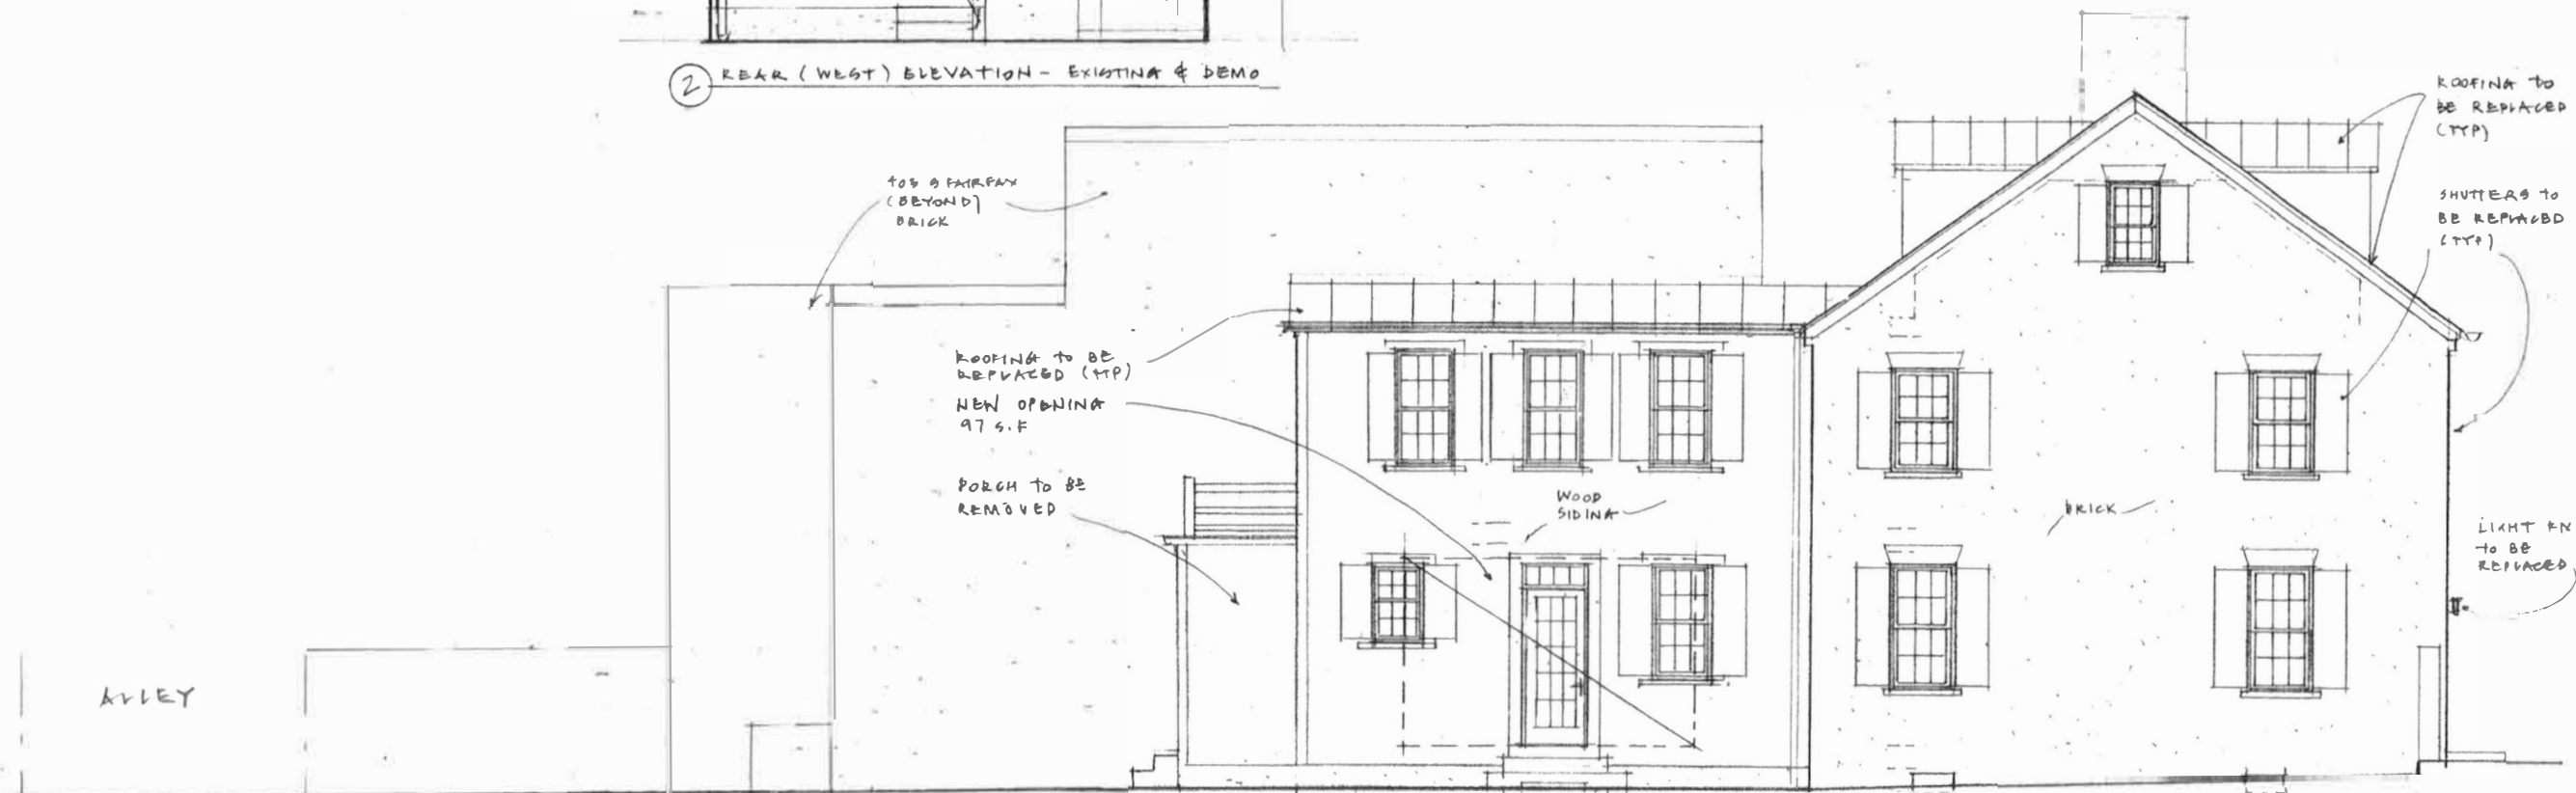 2 REAR (WEST) ELEVATION - EXISTING & DEMO
ROOFING TO
BE REPLACED
(TYP)
405 S FAIRFAX
(BEYOND)
BRICK
SHUTTERS TO
BE REPLACED
(TYP)
ROOFING TO BE
REPLACED (TYP)
NEW OPENING
97 S.F
PORCH TO BE
REMOVED
WOOD
SIDING
BRICK
LIGHT
TO BE
REPLACED
ALLEY